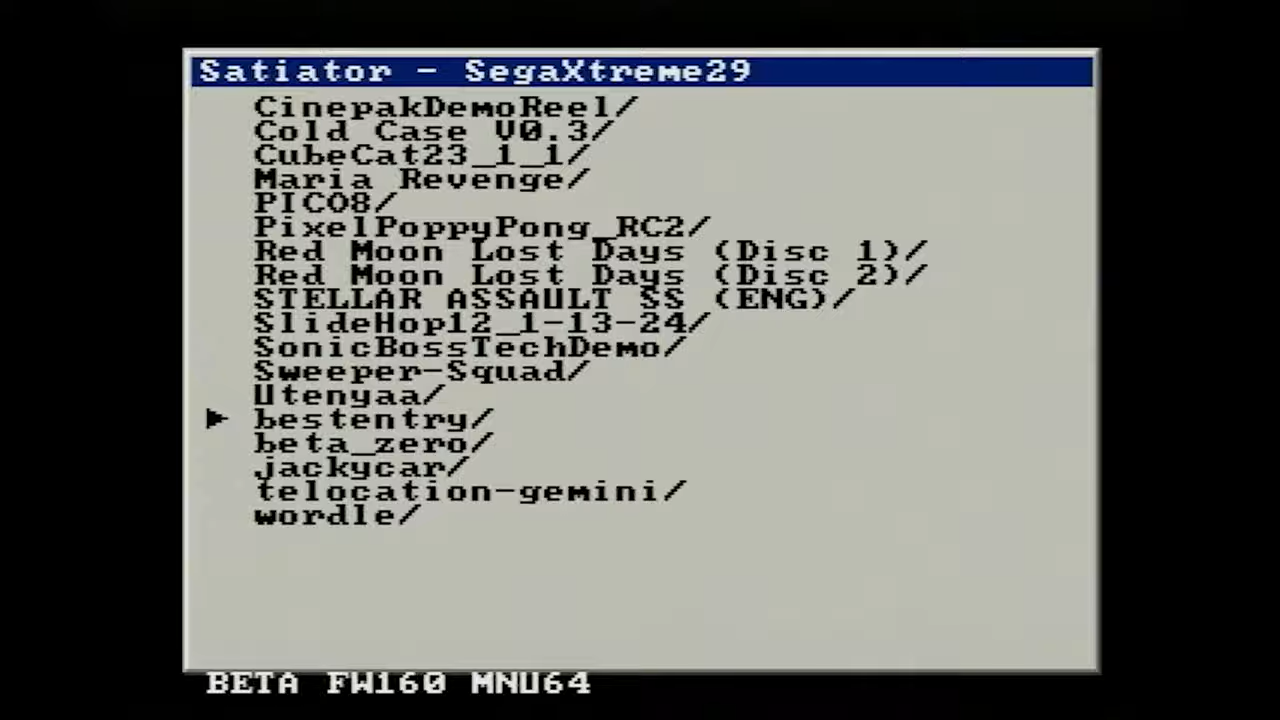 Satiator - SegaXtreme29
CinepakDemoReel/
Cold Case V0.3/
CubeCat23_1_1/
Maria Revenge/
PICO8/
PixelPoppyPong_RC2/
Red Moon Lost Days (Disc 1)/
Red Moon Lost Days (Disc 2)/
STELLAR ASSAULT SS (ENG)/
SlideHop12_1-13-24/
SonicBossTechDemo/
Sweeper-Squad/
Utenyaa/
bestentry/
beta_zero/
jackycar/
telocation-gemini/
wordle/
BETA FW160 MNU64